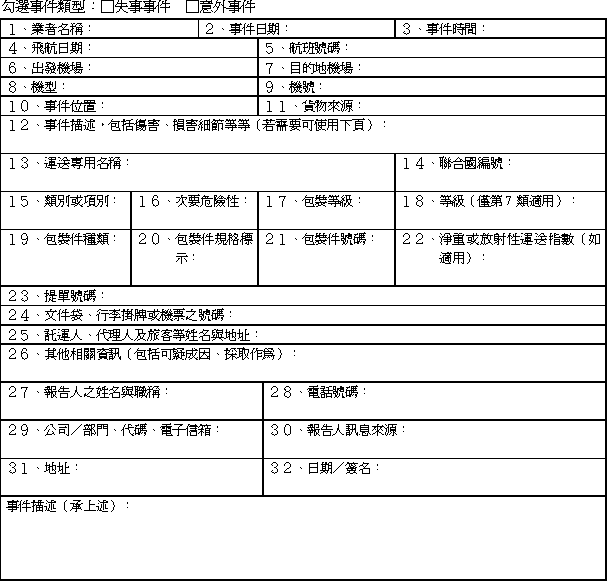 勾選事件類型：□失事事件　□意外事件
１、業者名稱：　２、事件日期：　３、事件時間：
４、飛航日期：　５、航班號碼：
６、出發機場：　７、目的地機場：
８、機型：　９、機號：
１０、事件位置：　１１、貨物來源：
１２、事件描述，包括傷害、損害細節等等（若需要可使用下頁）：
１３、運送專用名稱：　１４、聯合國編號：
１５、類別或項別：　１６、次要危險性：　１７、包裝等級：　１８、等級（僅第７類適用）：
１９、包裝件種類：　２０、包裝件規格標　２１、包裝件號碼：　２２、淨重或放射性運送指數（如
示：　適用）：
２３、提單號碼：
２４、文件袋、行李掛牌或機票之號碼：
２５、託運人、代理人及旅客等姓名與地址：
２６、其他相關資訊（包括可疑成因、採取作為）：
２７、報告人之姓名與職稱：　２８、電話號碼：
２９、公司／部門、代碼、電子信箱：　３０、報告人訊息來源：
３１、地址：　３２、日期／簽名：
事件描述（承上述）：